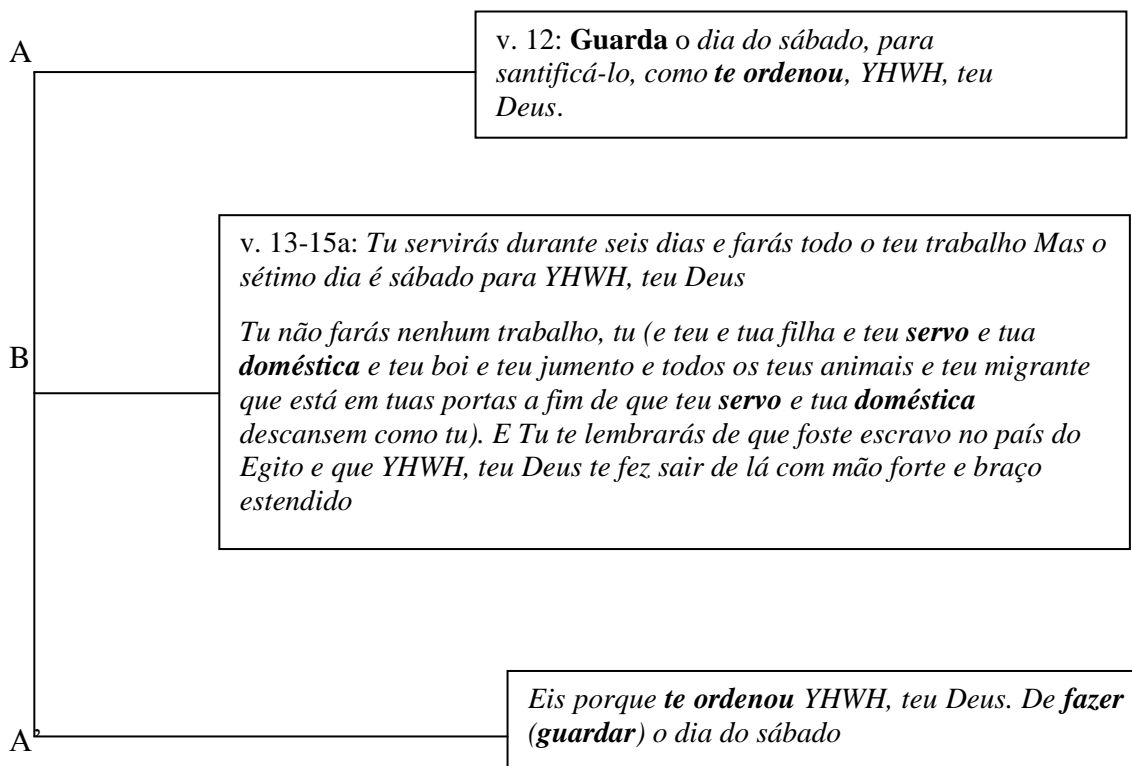 A
v. 12: Guarda o dia do sábado, para
santificá-lo, como te ordenou, YHWH, teu
Deus.
v. 13-15a: Tu servirás durante seis dias e farás todo o teu trabalho Mas o
sétimo dia é sábado para YHWH, teu Deus
Tu não farás nenhum trabalho, tu (e teu e tua filha e teu servo e tua
B
doméstica e teu boi e teu jumento e todos os teus animais e teu migrante
que está em tuas portas a fim de que teu servo e tua doméstica
descansem como tu). E Tu te lembrarás de que foste escravo no país do
Egito e que YHWH, teu Deus te fez sair de lá com mão forte e braço
estendido
Eis porque te ordenou YHWH, teu Deus. De fazer
(guardar) o dia do sábado
A’